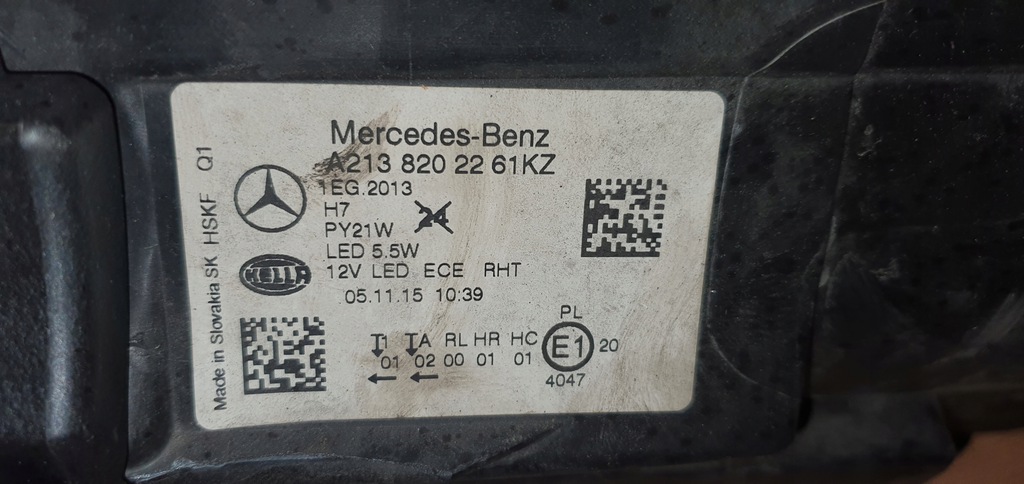 Mercedes-Benz
A213 820 22 61KZ
1EG.2013
H7
PY21W
24
LED 5.5W
12V LED ECE RHT
05.11.15 10:39
HELLA
Made in Slovakia SK HSKF Q1
T1 TA RL HR HC
01 02 00 01 01
PL
E1 20
4047